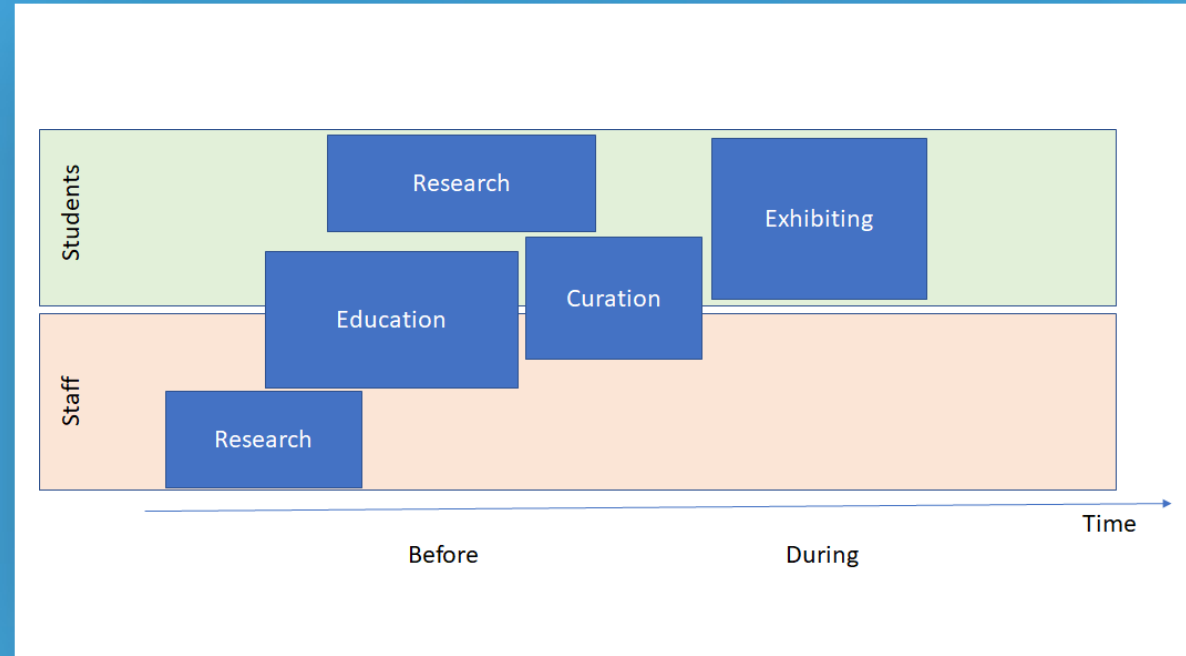 Students
Research
Exhibiting
Education
Curation
Staff
Research
Time
Before
During